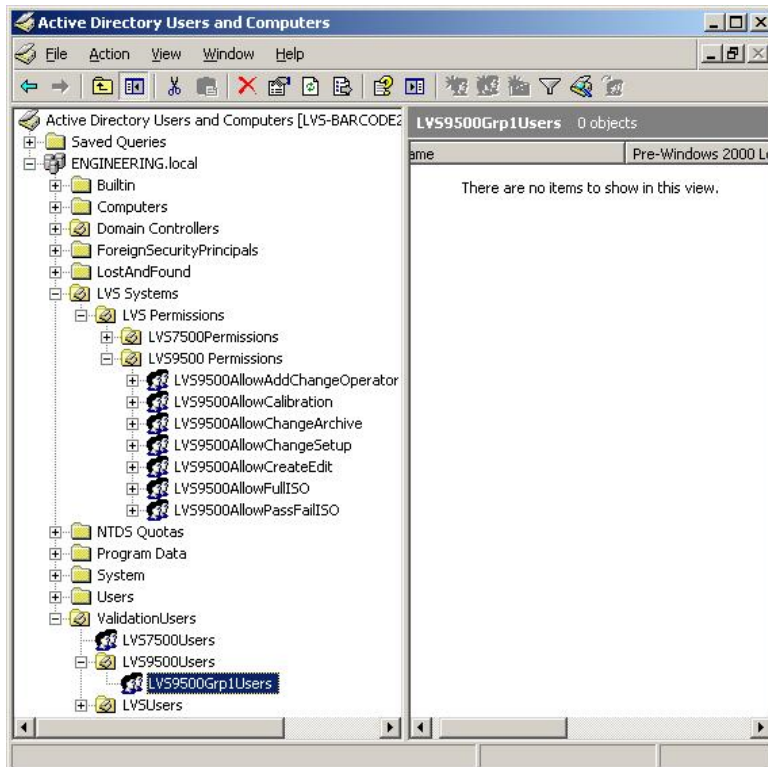 Active Directory Users and Computers
File Action View Window Help
Active Directory Users and Computers [LVS-BARCODE2
Saved Queries
ENGINEERING.local
Builtin
Computers
Domain Controllers
ForeignSecurityPrincipals
LostAndFound
LVS Systems
LVS Permissions
LVS7500Permissions
LVS9500 Permissions
LVS9500AllowAddChangeOperator
LVS9500AllowCalibration
LVS9500AllowChangeArchive
LVS9500AllowChangeSetup
LVS9500AllowCreateEdit
LVS9500AllowFullISO
LVS9500AllowPassFailISO
NTDS Quotas
Program Data
System
Users
ValidationUsers
LVS7500Users
LVS9500Users
LVS9500Grp1Users
LVSUsers
LVS9500Grp1Users 0 objects
ame Pre-Windows 2000 Lo
There are no items to show in this view.